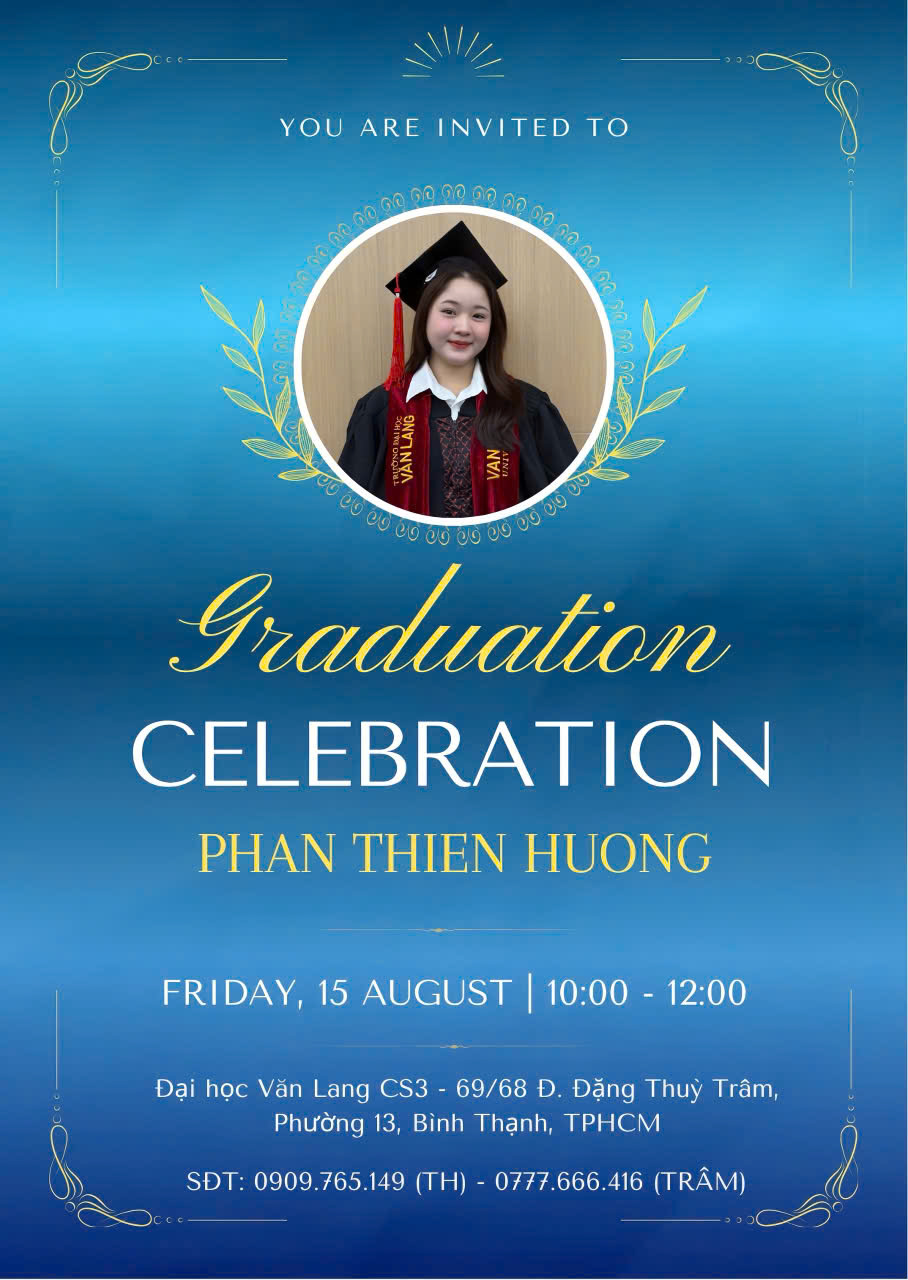 YOU ARE INVITED TO
TRƯỜNG ĐẠI HỌC
VĂN LANG
VAN
UNIV
Graduation
CELEBRATION
PHAN THIEN HUONG
FRIDAY, 15 AUGUST | 10:00 - 12:00
Đại học Văn Lang CS3 - 69/68 Đ. Đặng Thuỳ Trâm,
Phường 13, Bình Thạnh, TPHCM
SĐT: 0909.765.149 (TH) - 0777.666.416 (TRÂM)